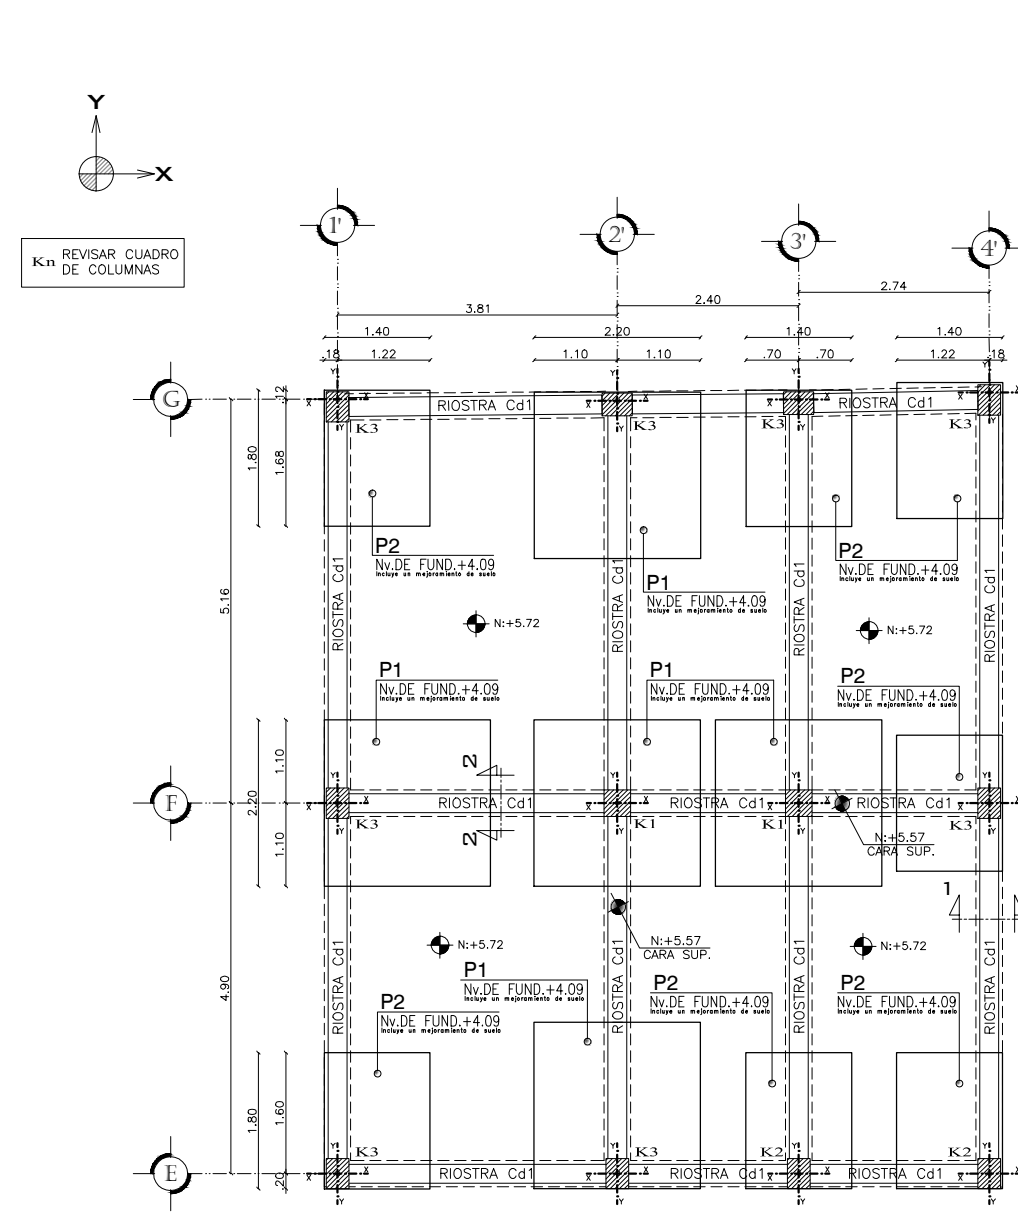 Y
X
Kn REVISAR CUADRO
DE COLUMNAS
1' 2' 3' 4'
2.74
2.40
3.81
1.40 2.20 1.40 1.40
.18 1.22 1.10 1.10 .70 .70 1.22 .18
G
.12
RIOSTRA Cd1 RIOSTRA Cd1
K3 K3 K3 K3
1.80 1.68
P2
Nv.DE FUND.+4.09
Incluye un mejoramiento de suelo
P2
Nv.DE FUND.+4.09
Incluye un mejoramiento de suelo
P1
Nv.DE FUND.+4.09
Incluye un mejoramiento de suelo
RIOSTRA Cd1 RIOSTRA Cd1 RIOSTRA Cd1 RIOSTRA Cd1
5.16
N:+5.72 N:+5.72
P1
Nv.DE FUND.+4.09
Incluye un mejoramiento de suelo
P1
Nv.DE FUND.+4.09
Incluye un mejoramiento de suelo
P2
Nv.DE FUND.+4.09
Incluye un mejoramiento de suelo
1.10
2.20
1.10
2
F
RIOSTRA Cd1 RIOSTRA Cd1 RIOSTRA Cd1
K3 K1 K1 K3
2
N:+5.57
CARA SUP.
1
N:+5.72 N:+5.72
N:+5.57
CARA SUP.
RIOSTRA Cd1 RIOSTRA Cd1 RIOSTRA Cd1 RIOSTRA Cd1
4.90
P1
Nv.DE FUND.+4.09
Incluye un mejoramiento de suelo
P2
Nv.DE FUND.+4.09
Incluye un mejoramiento de suelo
P2
Nv.DE FUND.+4.09
Incluye un mejoramiento de suelo
P2
Nv.DE FUND.+4.09
Incluye un mejoramiento de suelo
1.80 1.60
K3 K3 K2 K2
E
.20
RIOSTRA Cd1 RIOSTRA Cd1 RIOSTRA Cd1